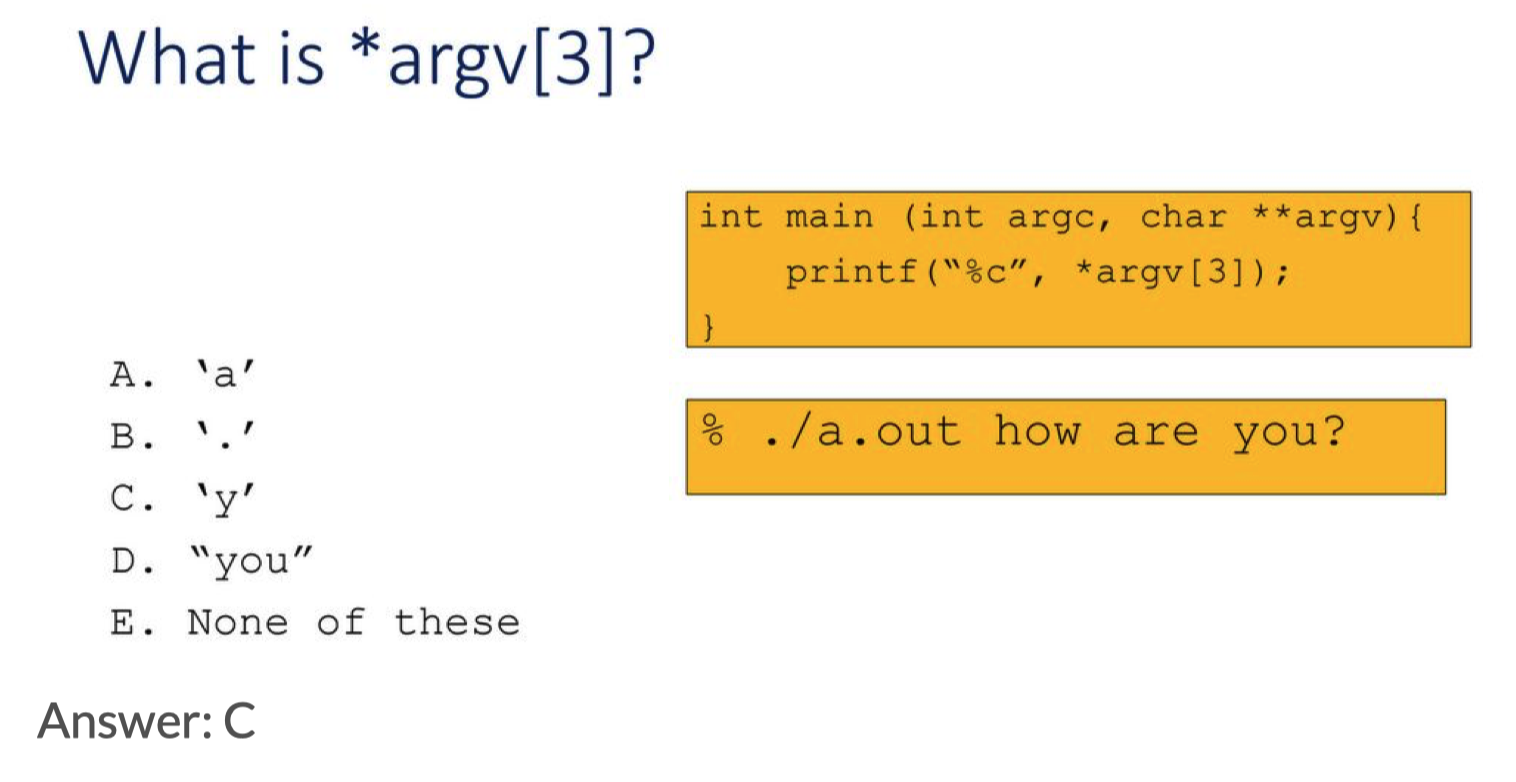 What is *argv[3]?
int main (int argc, char **argv){
printf(“%c”, *argv[3]);
}
% ./a.out how are you?
A. ‘a’
B. ‘.’
C. ‘y’
D. “you”
E. None of these
Answer: C